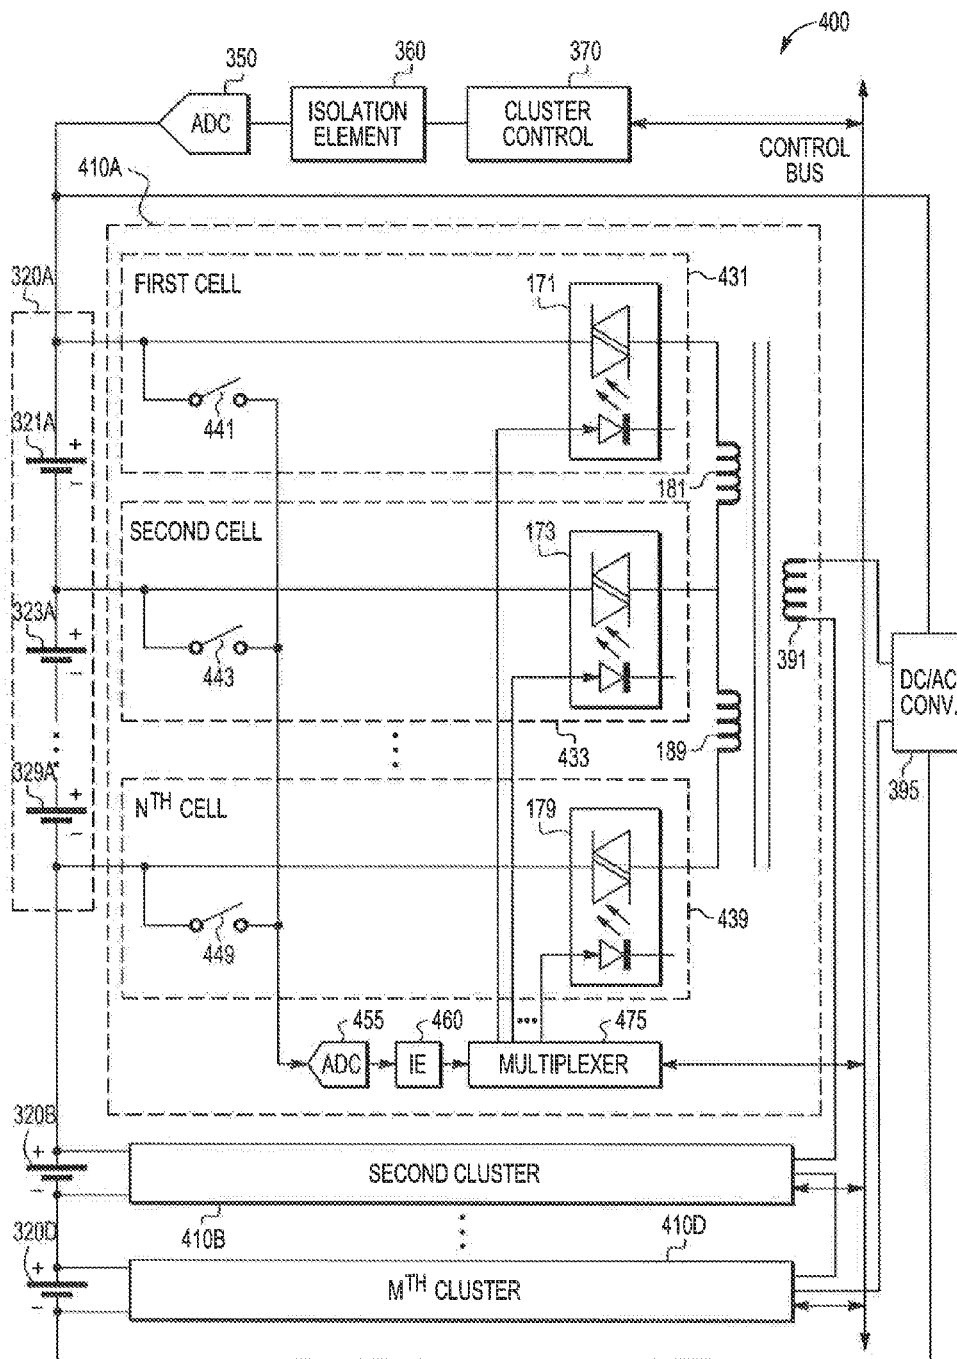 400
350
360
370
ADC
ISOLATION
ELEMENT
CLUSTER
CONTROL
CONTROL
BUS
410A
320A
FIRST CELL
171
431
321A
+
−
441
181
SECOND CELL
173
323A
+
−
443
391
DC/AC
CONV.
433
189
329A
+
−
NTH CELL
179
395
449
439
455
460
475
ADC
IE
MULTIPLEXER
320B
+
−
SECOND CLUSTER
320D
410B
410D
+
−
MTH CLUSTER